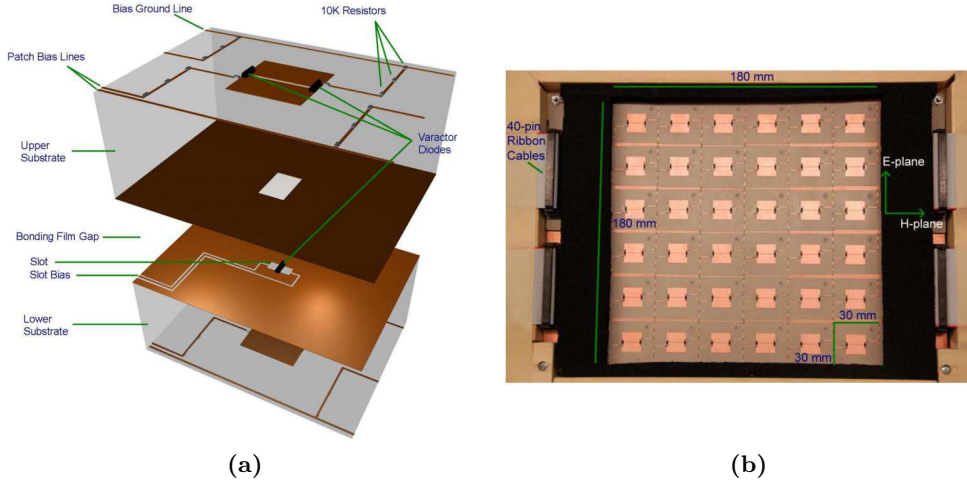 Bias Ground Line
10K Resistors
Patch Bias Lines
Upper
Substrate
Varactor
Diodes
Bonding Film Gap
Slot
Slot Bias
Lower
Substrate
(a)
180 mm
40-pin
Ribbon
Cables
E-plane
H-plane
180 mm
30 mm
30 mm
(b)